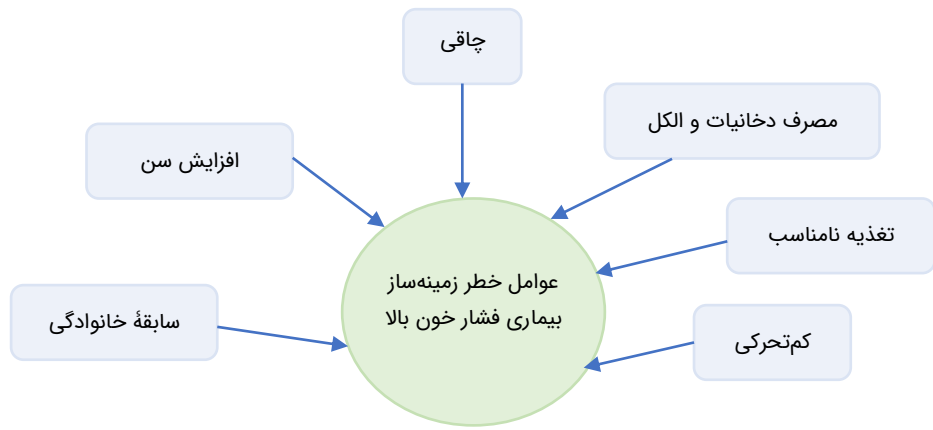 چاقی
مصرف دخانیات و الکل
افزایش سن
تغذیه نامناسب
عوامل خطر زمینه‌ساز
بیماری فشار خون بالا
سابقۀ خانوادگی
کم‌تحرکی